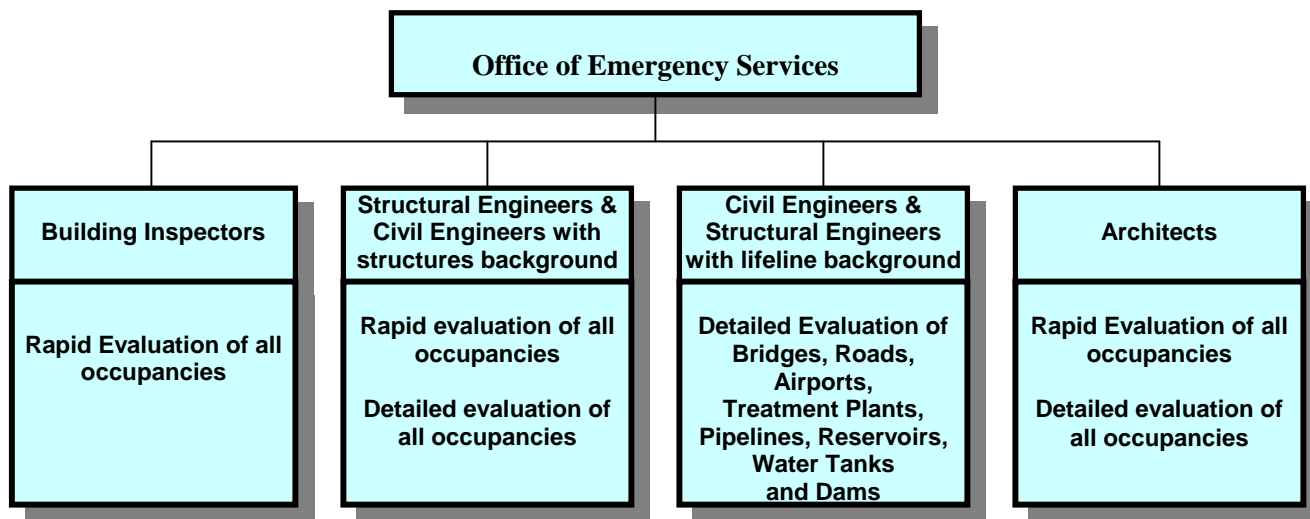 Office of Emergency Services
Building Inspectors
Rapid Evaluation of all
occupancies
Structural Engineers &
Civil Engineers with
structures background
Rapid evaluation of all
occupancies
Detailed evaluation of
all occupancies
Civil Engineers &
Structural Engineers
with lifeline background
Detailed Evaluation of
Bridges, Roads,
Airports,
Treatment Plants,
Pipelines, Reservoirs,
Water Tanks
and Dams
Architects
Rapid Evaluation of all
occupancies
Detailed evaluation of
all occupancies